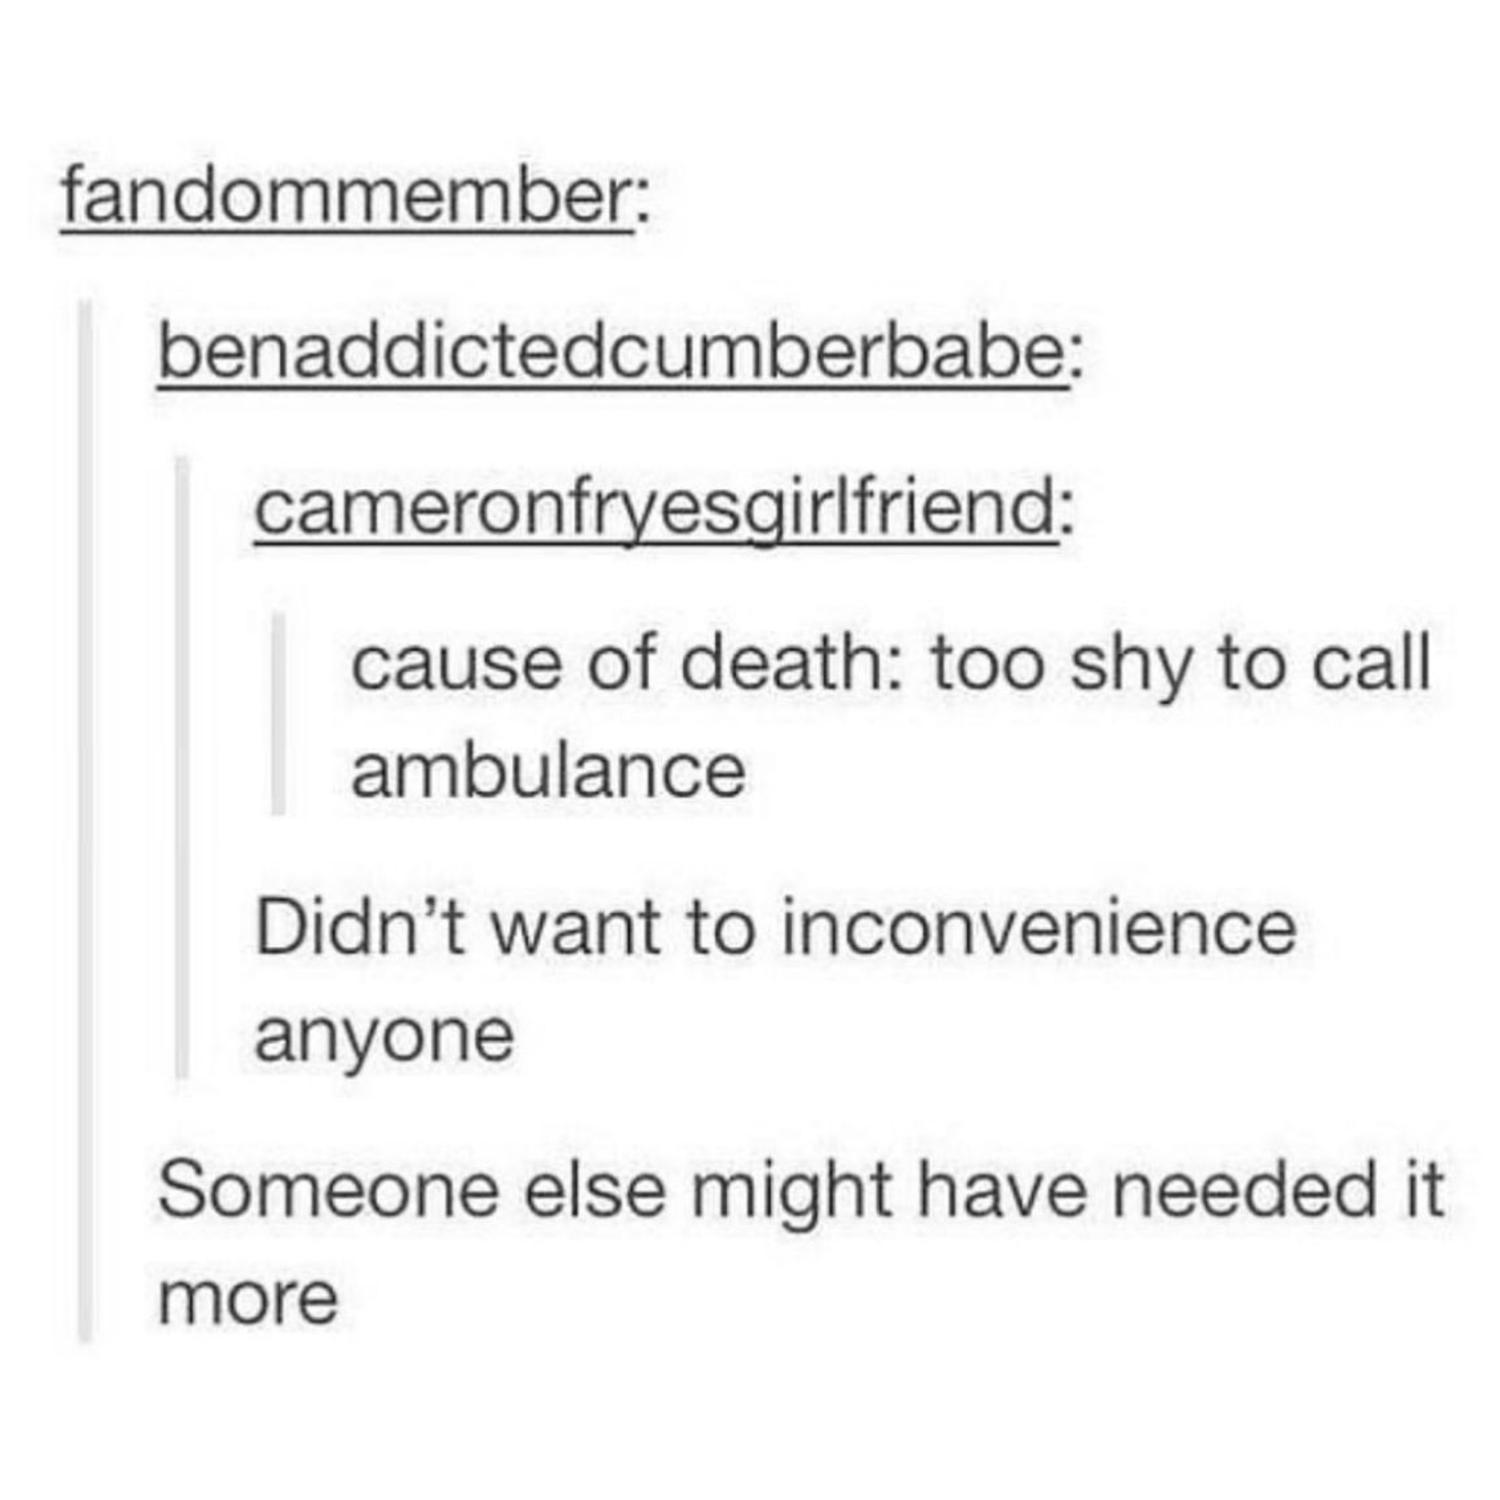 fandommember:
benaddictedcumberbabe:
cameronfryesgirlfriend:
cause of death: too shy to call
ambulance
Didn’t want to inconvenience
anyone
Someone else might have needed it
more